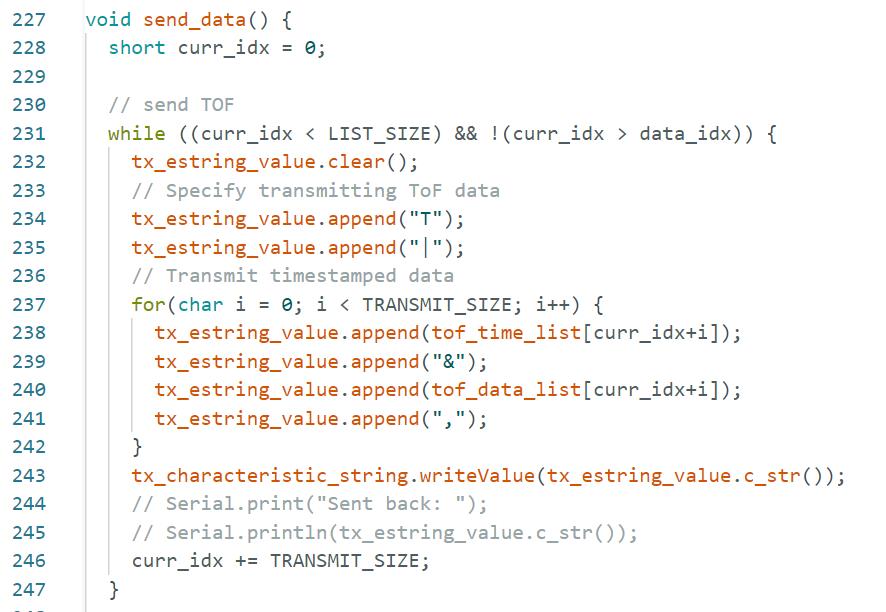 227 void send_data() {
228 short curr_idx = 0;
229
230 // send TOF
231 while ((curr_idx < LIST_SIZE) && !(curr_idx > data_idx)) {
232 tx_estring_value.clear();
233 // Specify transmitting ToF data
234 tx_estring_value.append("T");
235 tx_estring_value.append("|");
236 // Transmit timestamped data
237 for(char i = 0; i < TRANSMIT_SIZE; i++) {
238 tx_estring_value.append(tof_time_list[curr_idx+i]);
239 tx_estring_value.append("&");
240 tx_estring_value.append(tof_data_list[curr_idx+i]);
241 tx_estring_value.append(",");
242 }
243 tx_characteristic_string.writeValue(tx_estring_value.c_str());
244 // Serial.print("Sent back: ");
245 // Serial.println(tx_estring_value.c_str());
246 curr_idx += TRANSMIT_SIZE;
247 }